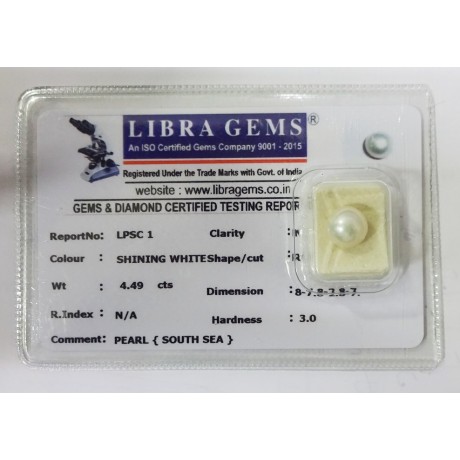 LIBRA GEMS®
An ISO Certified Gems Company 9001 - 2015
Registered Under the Trade Marks with Govt. of India
website : www.libragems.co.in
GEMS & DIAMOND CERTIFIED TESTING REPOR
ReportNo: LPSC 1 Clarity :
Colour : SHINING WHITE Shape/cut :
Wt : 4.49 cts Dimension :
R.Index : N/A Hardness : 3.0
Comment: PEARL { SOUTH SEA }